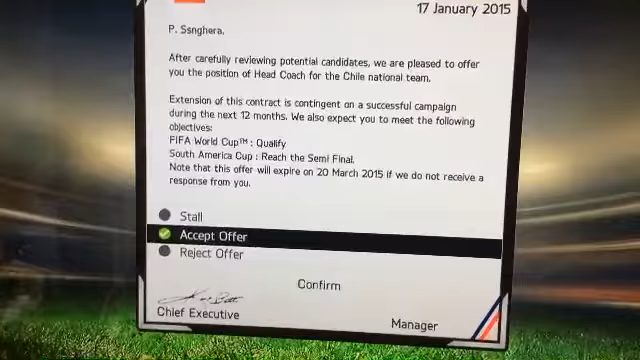 17 January 2015
P. Ssnghera,
After carefully reviewing potential candidates, we are pleased to offer
you the position of Head Coach for the Chile national team.
Extension of this contract is contingent on a successful campaign
during the next 12 months. We also expect you to meet the following
objectives:
FIFA World Cup™ : Qualify
South America Cup : Reach the Semi Final.
Note that this offer will expire on 20 March 2015 if we do not receive a
response from you.
Stall
Accept Offer
Reject Offer
Confirm
Chief Executive
Manager